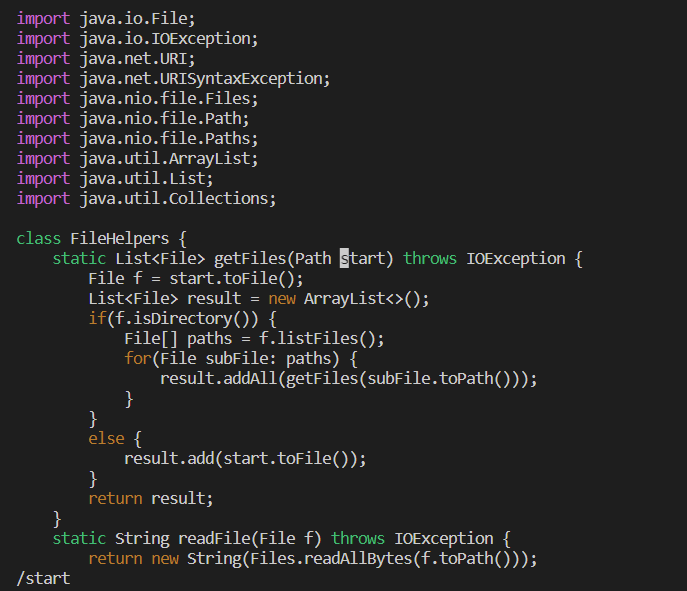 import java.io.File;
import java.io.IOException;
import java.net.URI;
import java.net.URISyntaxException;
import java.nio.file.Files;
import java.nio.file.Path;
import java.nio.file.Paths;
import java.util.ArrayList;
import java.util.List;
import java.util.Collections;

class FileHelpers {
    static List<File> getFiles(Path start) throws IOException {
        File f = start.toFile();
        List<File> result = new ArrayList<>();
        if(f.isDirectory()) {
            File[] paths = f.listFiles();
            for(File subFile: paths) {
                result.addAll(getFiles(subFile.toPath()));
            }
        }
        else {
            result.add(start.toFile());
        }
        return result;
    }
    static String readFile(File f) throws IOException {
        return new String(Files.readAllBytes(f.toPath()));
/start